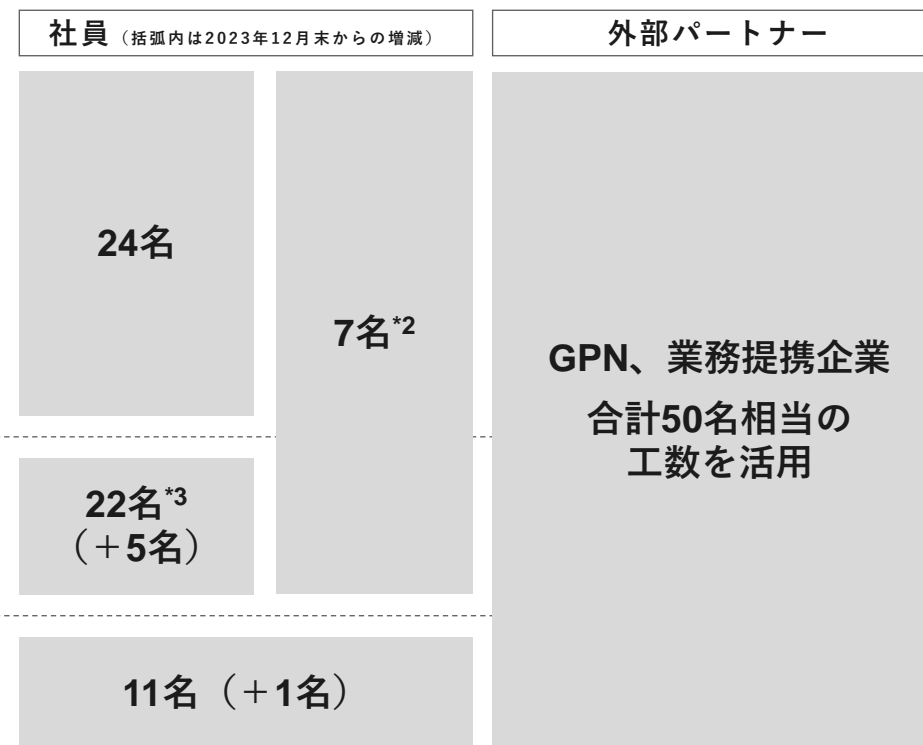 社員（括弧内は2023年12月末からの増減）
外部パートナー
24名
7名*2
GPN、業務提携企業
合計50名相当の
工数を活用
22名*3
（＋5名）
11名（＋1名）